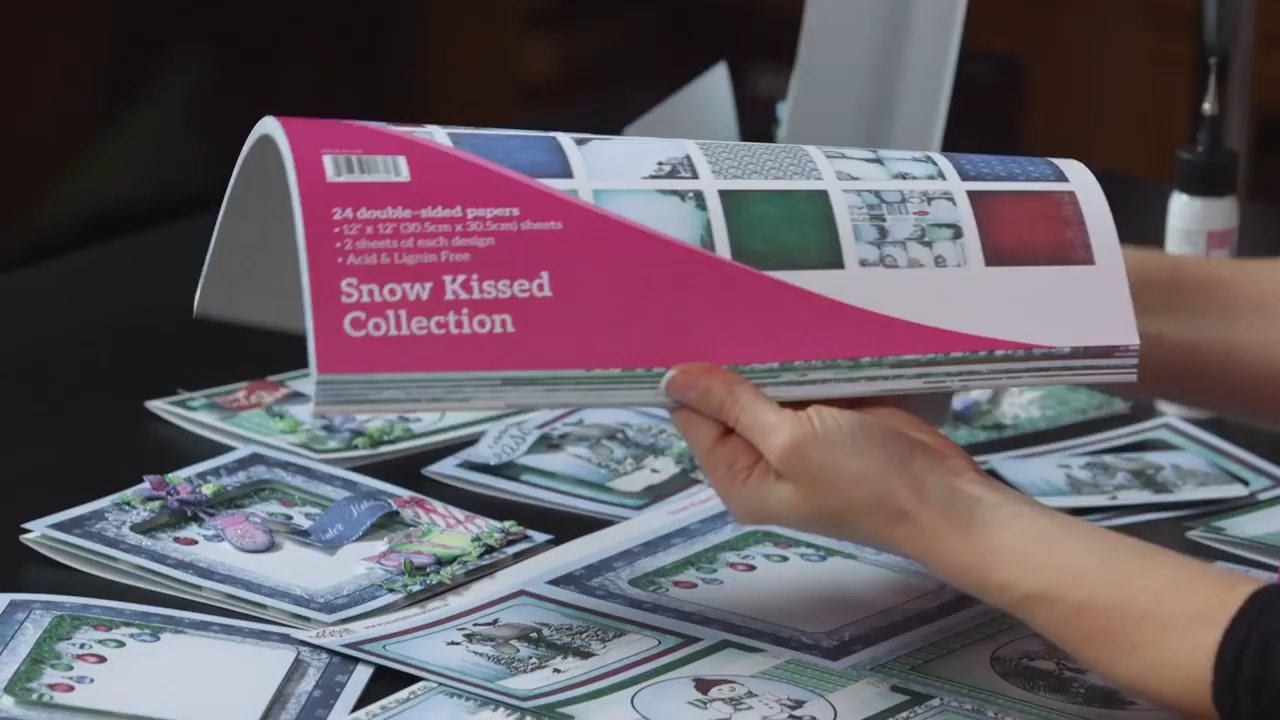 24 double-sided papers
• 12" x 12" (30.5cm x 30.5cm) sheets
• 2 sheets of each design
• Acid & Lignin Free
Snow Kissed
Collection